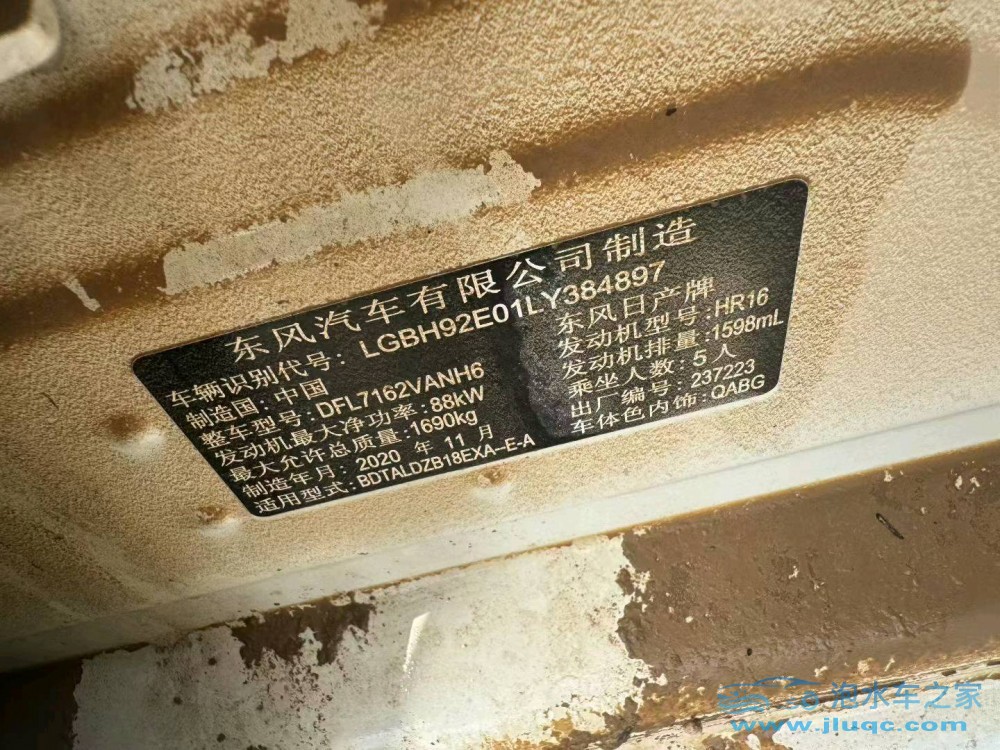 东风汽车有限公司制造
车辆识别代号：LGBH92E01LY384897
制造国：中国 东风日产牌
整车型号：DFL7162VANH6 发动机型号：HR16
发动机最大净功率：88kW 发动机排量：1598mL
最大允许总质量：1690kg 乘坐人数：5人
制造年月：2020 年 11 月 出厂编号：237223
适用型式：BDTALDZB18EXA-E-A 车体色内饰：QABG
泡水车之家
www.jluqc.com